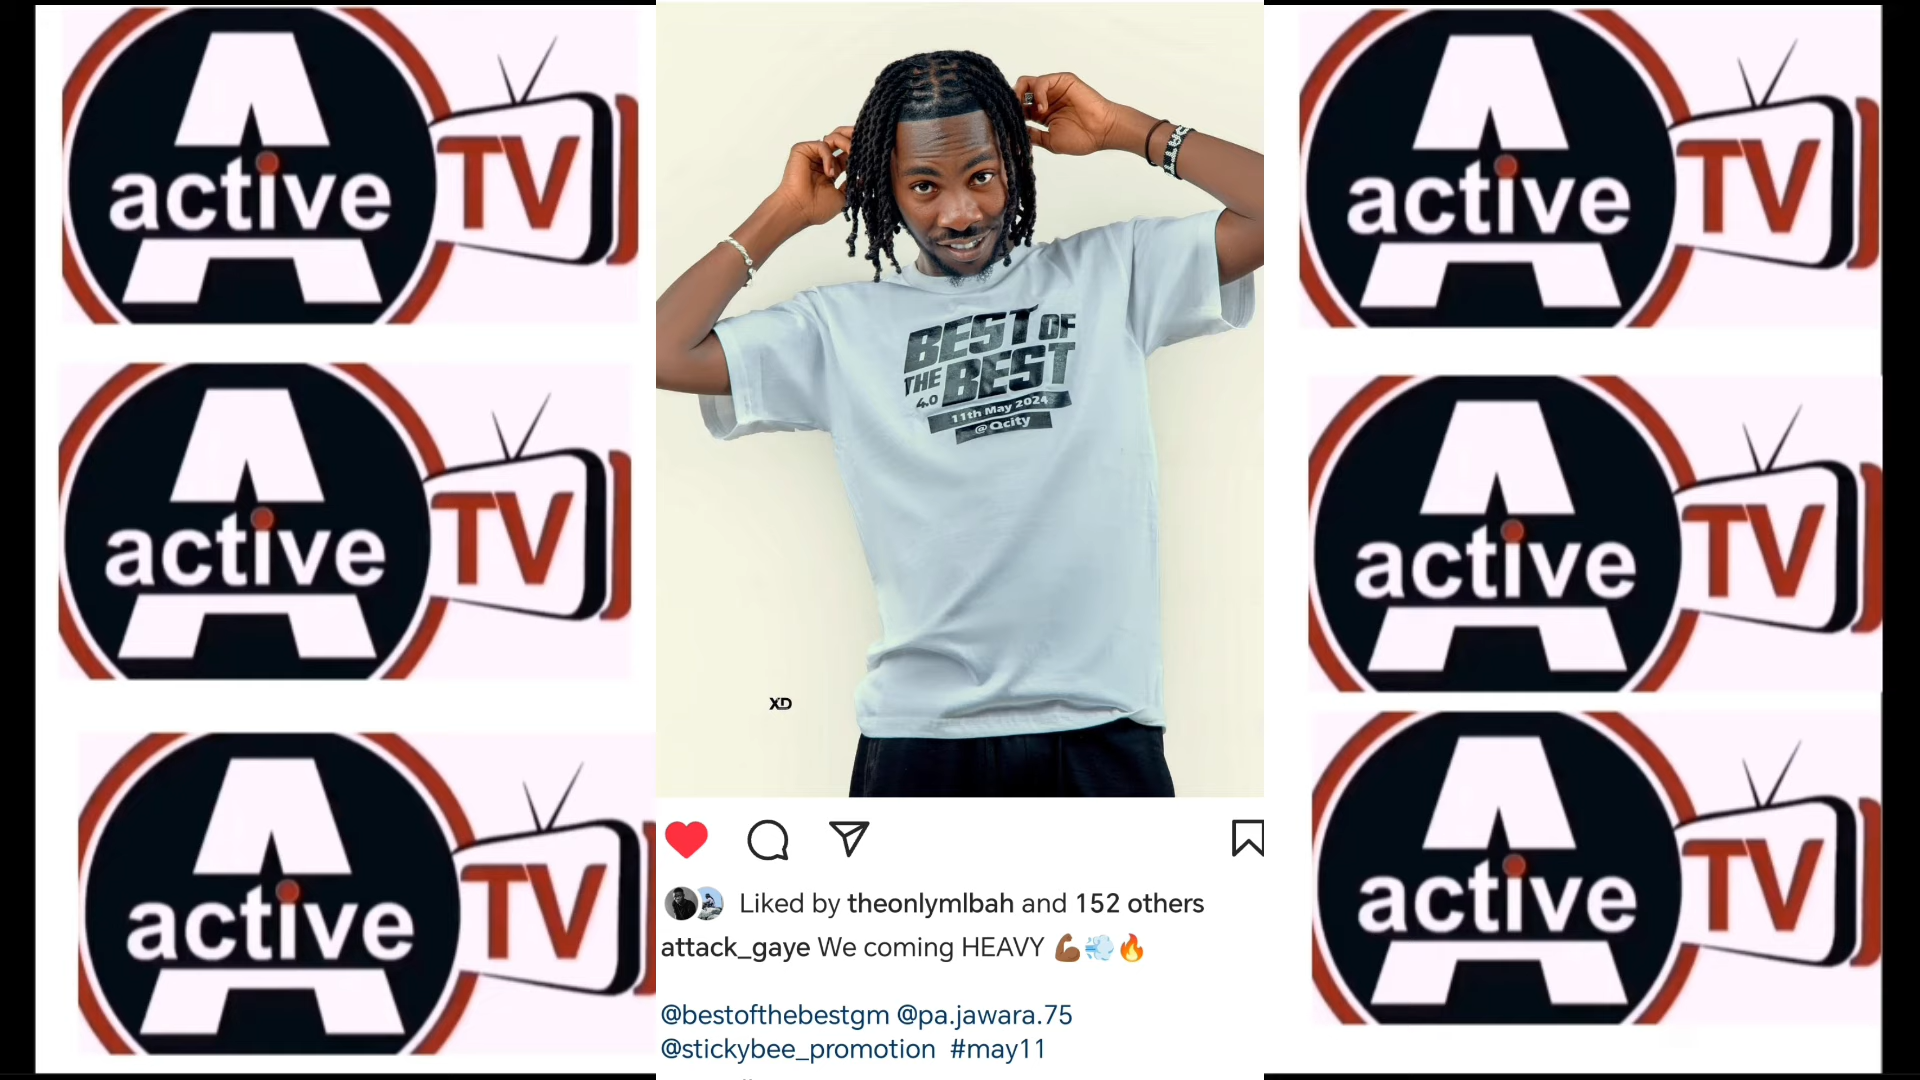 active
TV
active
TV
active
TV
BEST OF
THE BEST
4.0
11th May 2024
@ Qcity
XD
Liked by theonlymlbah and 152 others
attack_gaye We coming HEAVY 💪🏾💨🔥
@bestofthebestgm @pa.jawara.75
@stickybee_promotion #may11
active
TV
active
TV
active
TV